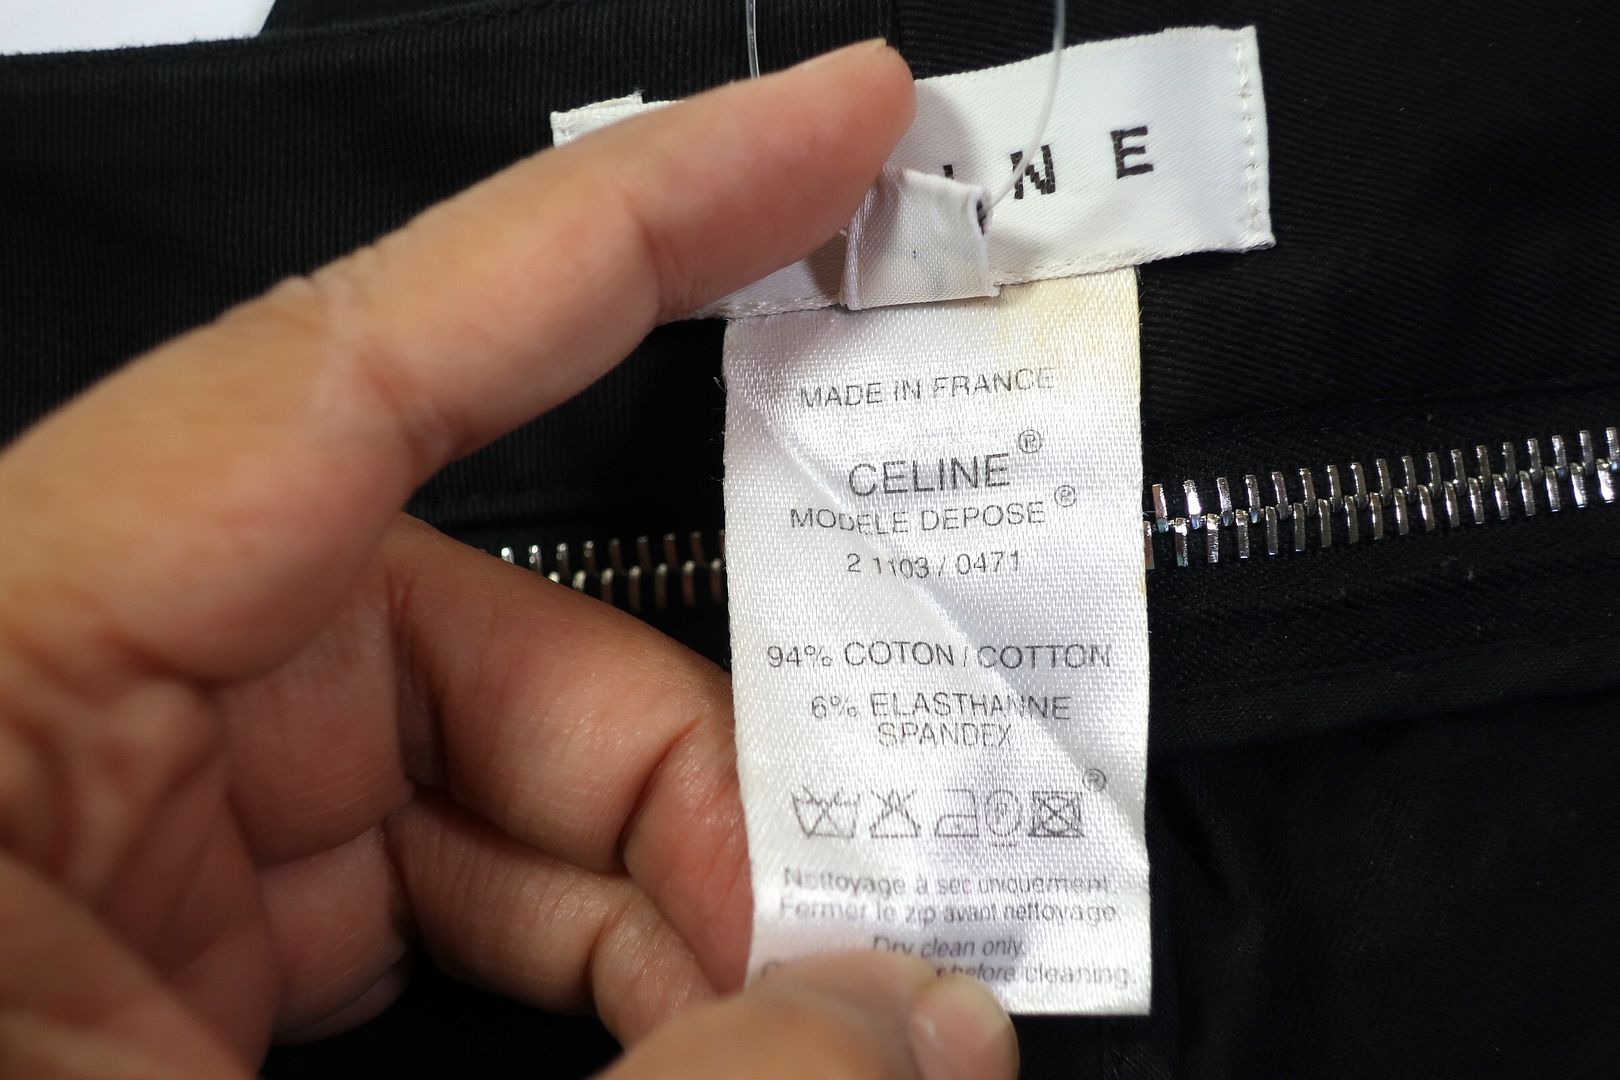 INE
MADE IN FRANCE
CELINE®
MODELE DEPOSE®
2 1103 / 0471
94% COTON / COTTON
6% ELASTHANNE
SPANDEX
®
Nettoyage à sec uniquement
Fermer le zip avant nettoyage
Dry clean only.
before cleaning.